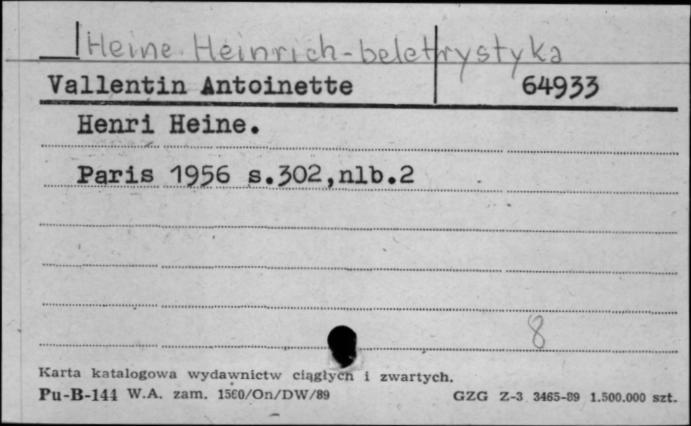 Heine Heinrich-beletrystyka
Vallentin Antoinette 64933
Henri Heine.
Paris 1956 s.302,nlb.2
8
Karta katalogowa wydawnictw ciągłych i zwartych.
Pu-B-144 W.A. zam. 1560/On/DW/89 GZG Z-3 3465-89 1.500.000 szt.